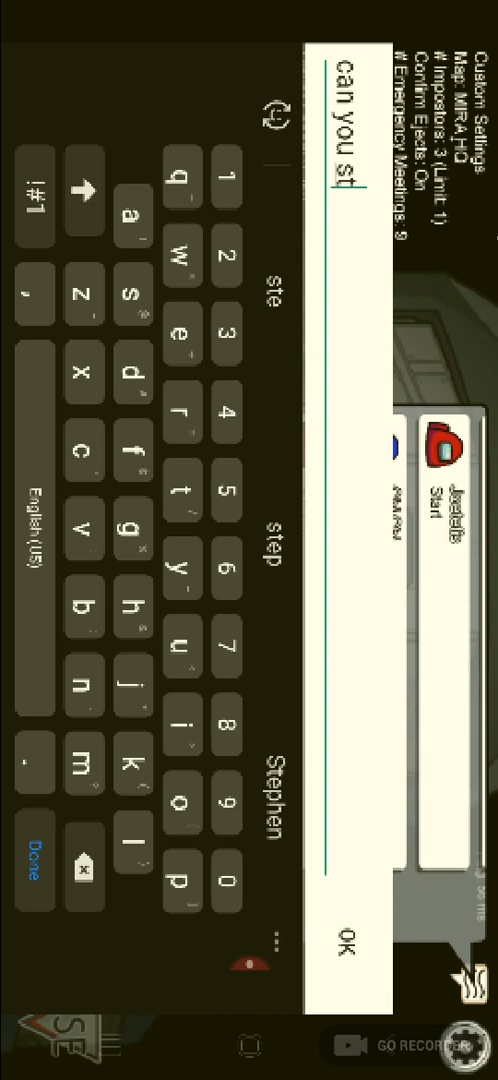 Custom Settings
Map: MIRA HQ
# Impostors: 3 (Limit: 1)
Confirm Ejects: On
# Emergency Meetings: 9
Start
can you st
OK
ste step Stephen ...
1 2 3 4 5 6 7 8 9 0
q w e r t y u i o p
a s d f g h j k l
z x c v b n m
!#1 , English (US) . Done
GO RECORDER